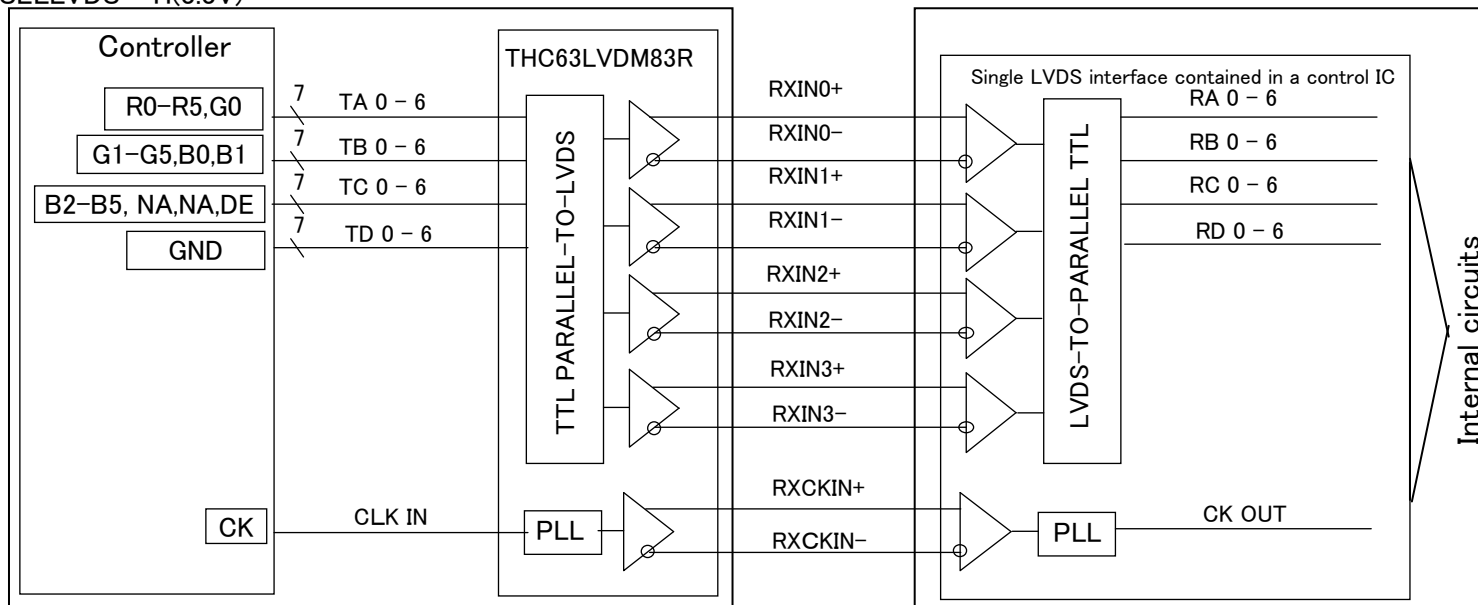 Controller
THC63LVDM83R
Single LVDS interface contained in a control IC
R0-R5,G0
7
TA 0 - 6
RXIN0+
RA 0 - 6
RXIN0-
G1-G5,B0,B1
7
TB 0 - 6
RB 0 - 6
RXIN1+
B2-B5, NA,NA,DE
7
TC 0 - 6
RC 0 - 6
RXIN1-
GND
7
TD 0 - 6
RD 0 - 6
TTL PARALLEL-TO-LVDS
LVDS-TO-PARALLEL TTL
RXIN2+
RXIN2-
RXIN3+
RXIN3-
Internal circuits
RXCKIN+
CK
CLK IN
PLL
RXCKIN-
PLL
CK OUT